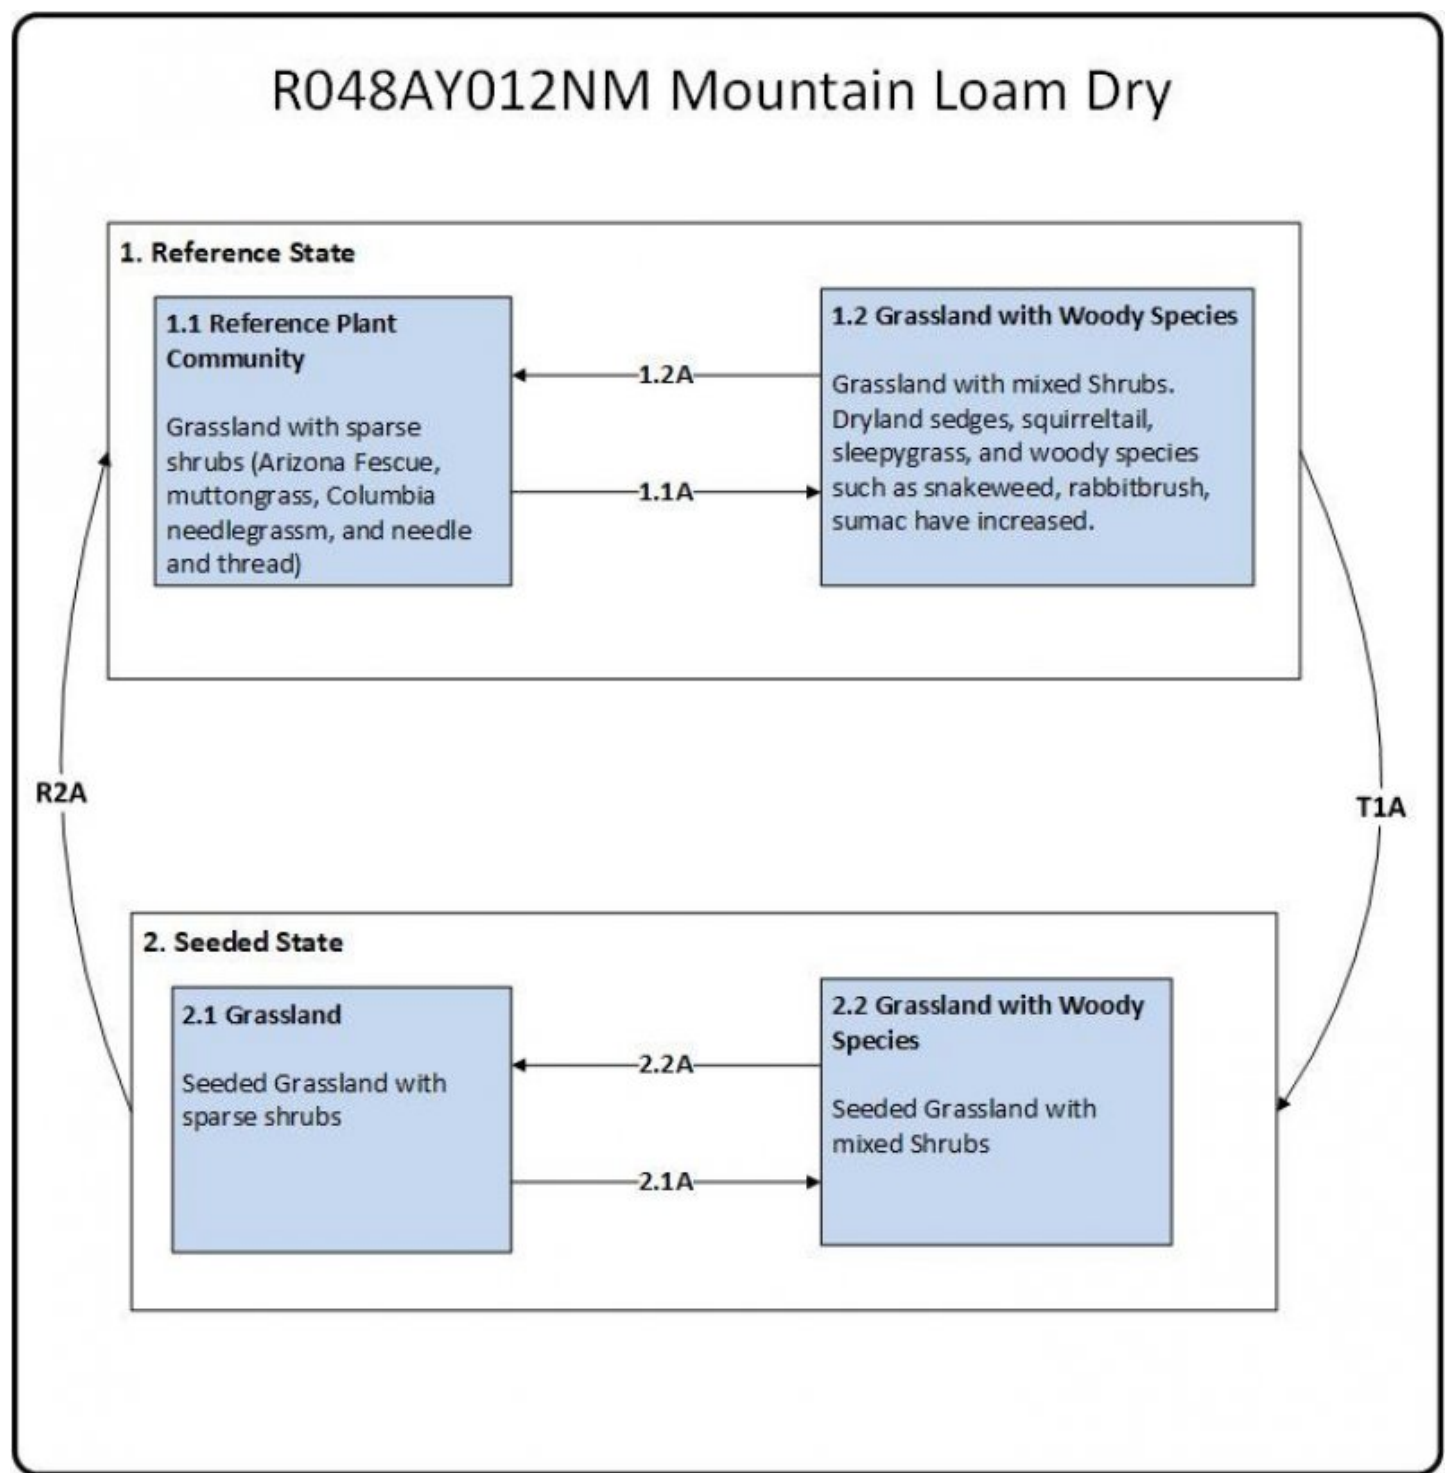 R048AY012NM Mountain Loam Dry
1. Reference State
1.1 Reference Plant
Community
Grassland with sparse
shrubs (Arizona Fescue,
muttongrass, Columbia
needlegrassm, and needle
and thread)
1.2A
1.1A
1.2 Grassland with Woody Species
Grassland with mixed Shrubs.
Dryland sedges, squirreltail,
sleepygrass, and woody species
such as snakeweed, rabbitbrush,
sumac have increased.
R2A
T1A
2. Seeded State
2.1 Grassland
Seeded Grassland with
sparse shrubs
2.2A
2.1A
2.2 Grassland with Woody
Species
Seeded Grassland with
mixed Shrubs